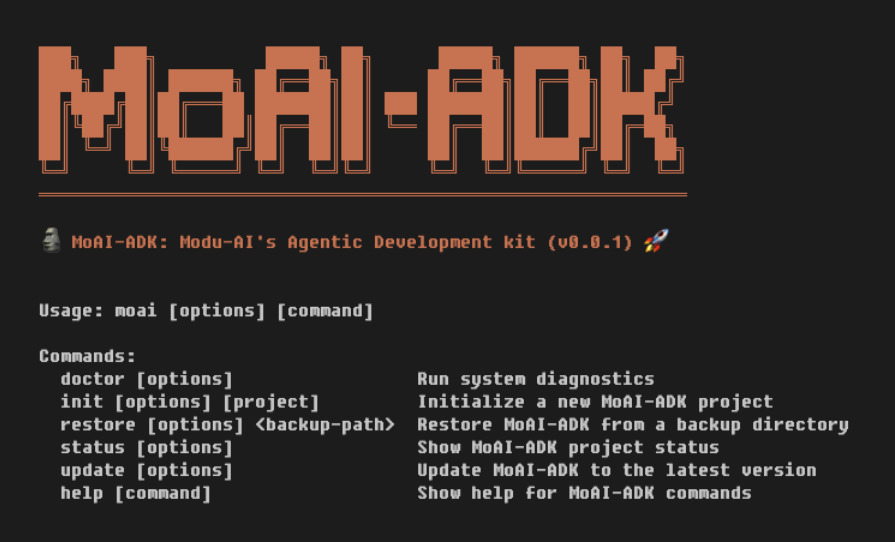 MoAI-ADK
🗿 MoAI-ADK: Modu-AI's Agentic Development kit (v0.0.1) 🚀
Usage: moai [options] [command]
Commands:
doctor [options] Run system diagnostics
init [options] [project] Initialize a new MoAI-ADK project
restore [options] <backup-path> Restore MoAI-ADK from a backup directory
status [options] Show MoAI-ADK project status
update [options] Update MoAI-ADK to the latest version
help [command] Show help for MoAI-ADK commands